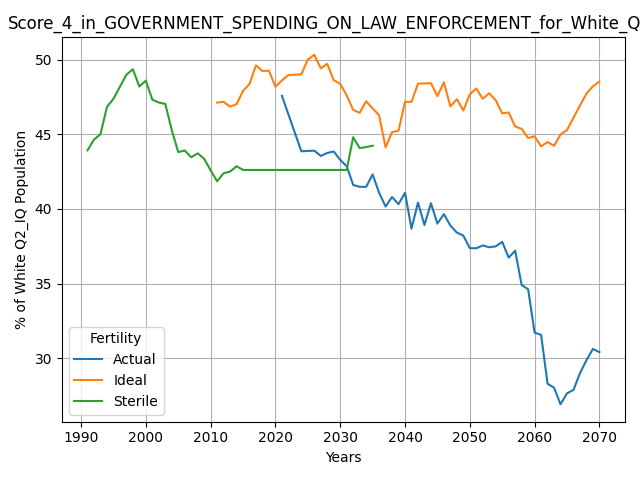 Score_4_in_GOVERNMENT_SPENDING_ON_LAW_ENFORCEMENT_for_White_Q
% of White Q2_IQ Population
50
45
40
35
30
Fertility
Actual
Ideal
Sterile
1990 2000 2010 2020 2030 2040 2050 2060 2070
Years